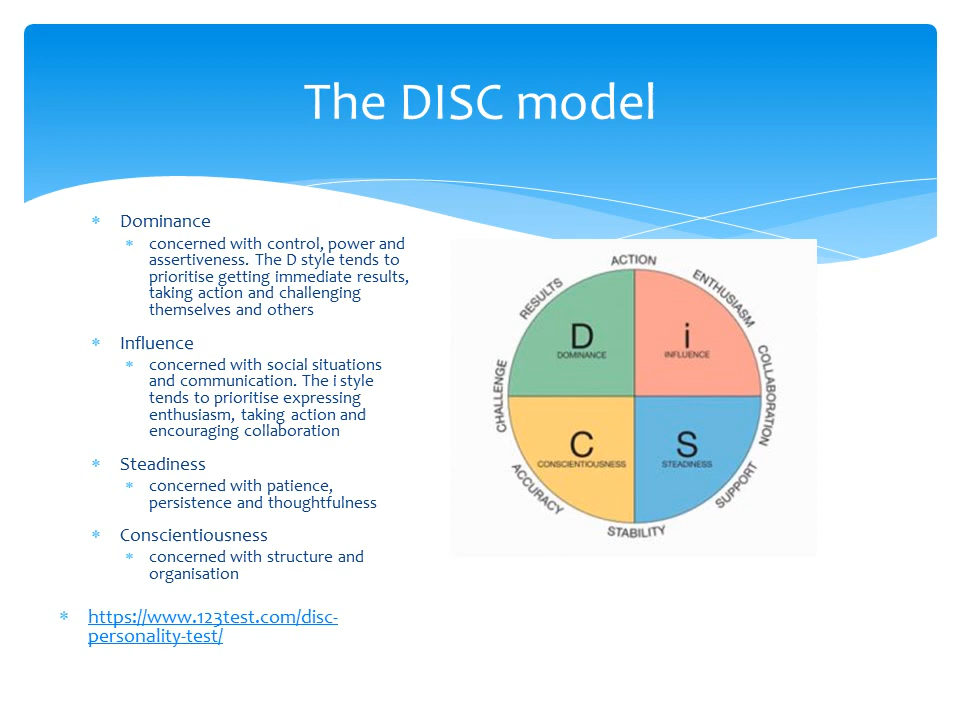 The DISC model
Dominance
concerned with control, power and
assertiveness. The D style tends to
prioritise getting immediate results,
taking action and challenging
themselves and others
Influence
concerned with social situations
and communication. The i style
tends to prioritise expressing
enthusiasm, taking action and
encouraging collaboration
Steadiness
concerned with patience,
persistence and thoughtfulness
Conscientiousness
concerned with structure and
organisation
https://www.123test.com/disc-
personality-test/
ACTION
ENTHUSIASM
COLLABORATION
SUPPORT
STABILITY
ACCURACY
CHALLENGE
RESULTS
D
DOMINANCE
i
INFLUENCE
C
CONSCIENTIOUSNESS
S
STEADINESS